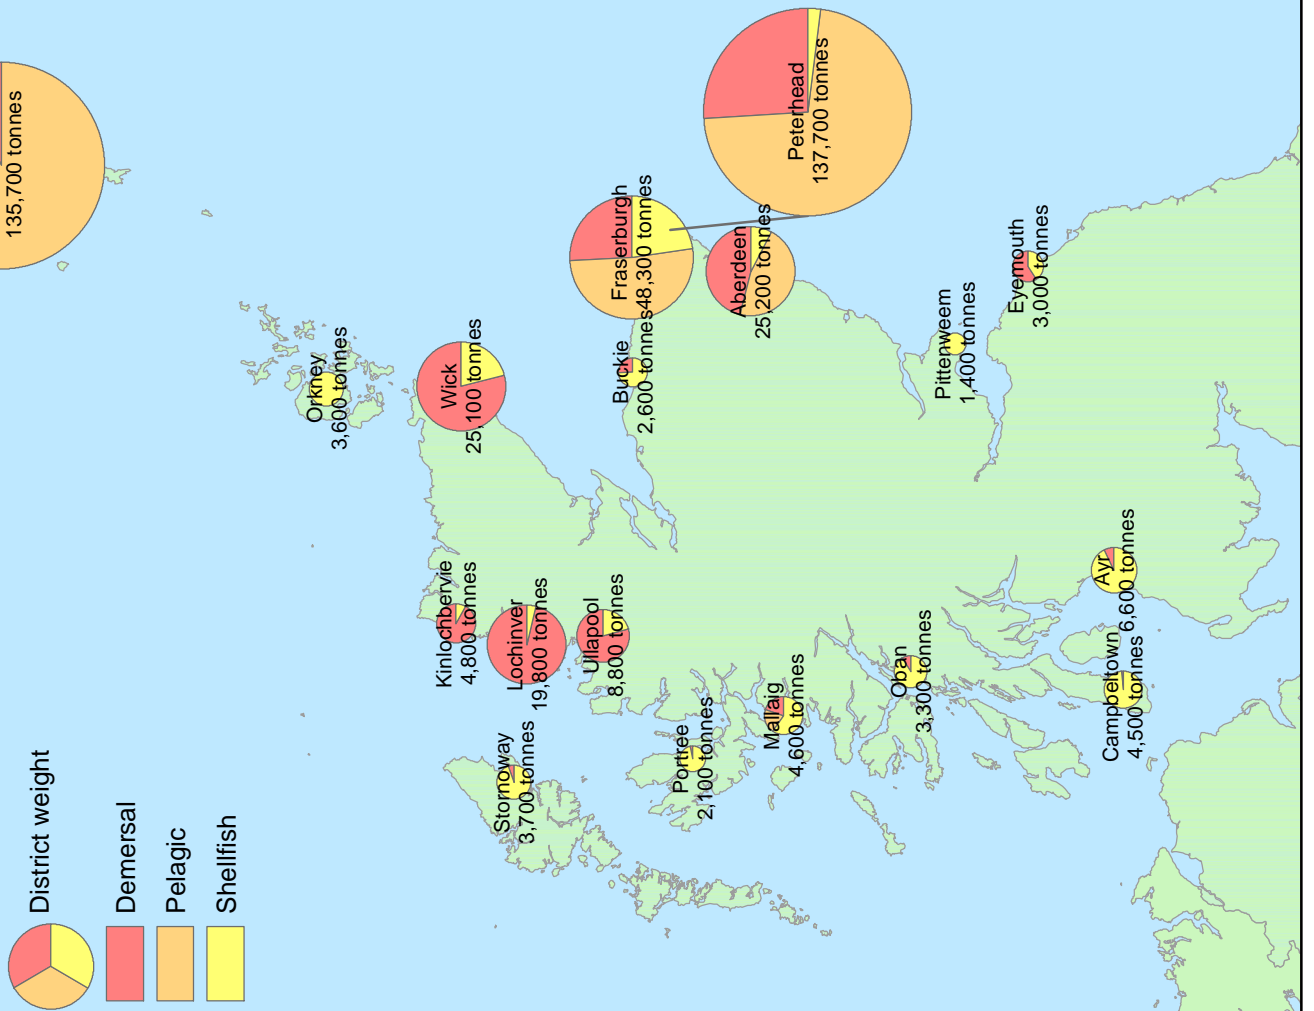 District weight
Demersal
Pelagic
Shellfish
135,700 tonnes
Orkney
3,600 tonnes
Wick
25,100 tonnes
Kinlochbervie
4,800 tonnes
Lochinver
19,800 tonnes
Ullapool
8,800 tonnes
Stornoway
3,700 tonnes
Portree
2,100 tonnes
Mallaig
4,600 tonnes
Oban
3,300 tonnes
Campbeltown
4,500 tonnes
Ayr
6,600 tonnes
Buckie
2,600 tonnes
Fraserburgh
48,300 tonnes
Peterhead
137,700 tonnes
Aberdeen
25,200 tonnes
Pittenweem
1,400 tonnes
Eyemouth
3,000 tonnes